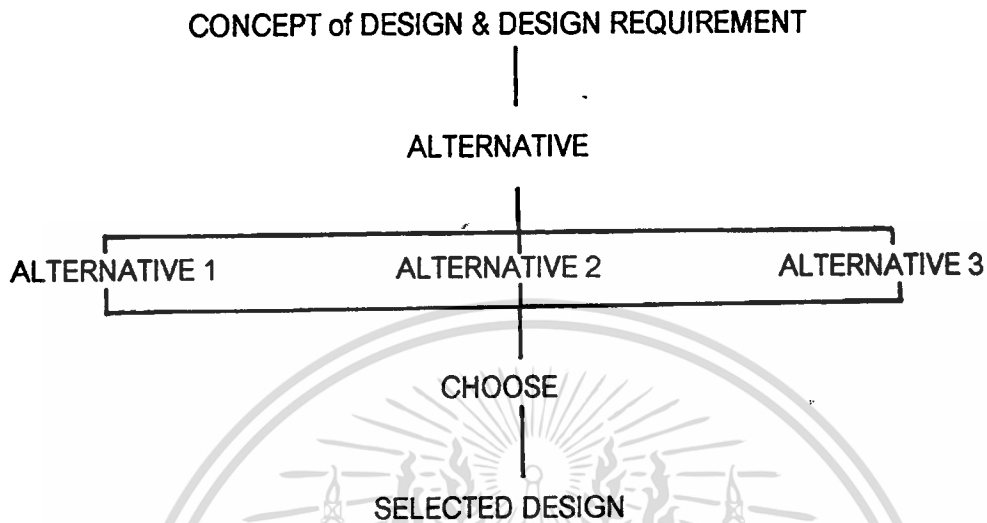 CONCEPT of DESIGN & DESIGN REQUIREMENT
ALTERNATIVE
ALTERNATIVE 1 ALTERNATIVE 2 ALTERNATIVE 3
CHOOSE
SELECTED DESIGN